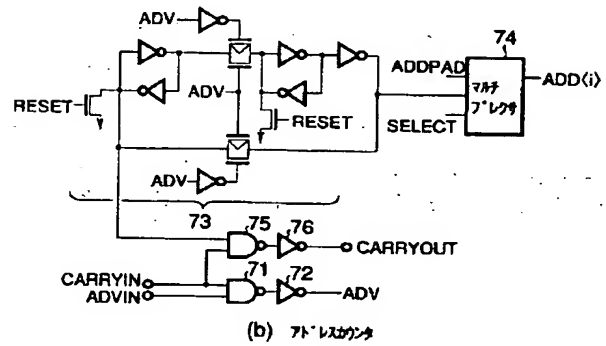 ADV
74
ADDPAD
マルチ
プレクサ
ADD⟨i⟩
RESET
ADV
RESET
SELECT
ADV
73
75
76
CARRYOUT
CARRYIN
71
72
ADVIN
ADV
(b) アドレスカウンタ